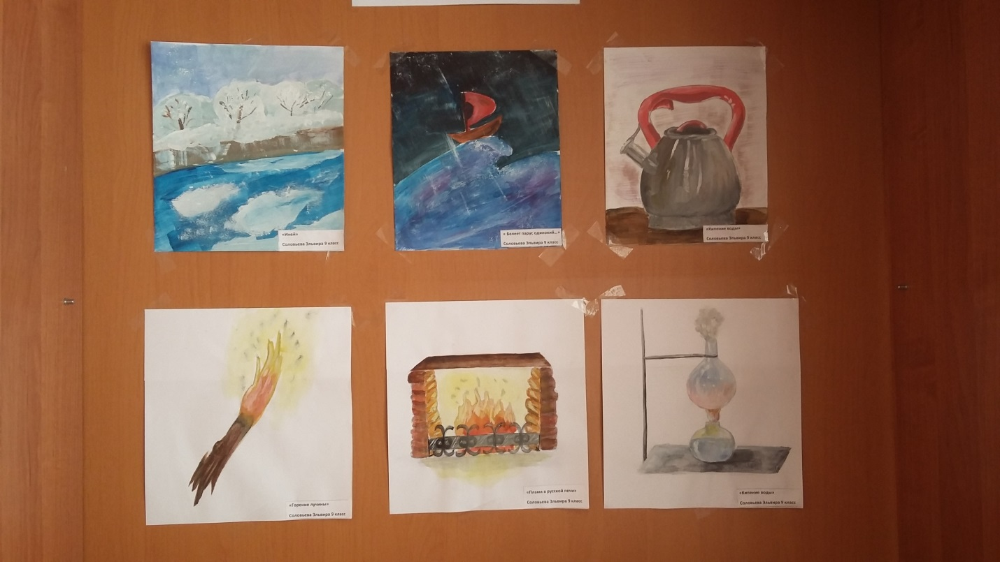 «Иней»
Соловьева Эльвира 9 класс
« Белеет парус одинокий…»
Соловьева Эльвира 9 класс
«Кипение воды»
Соловьева Эльвира 9 класс
«Горение лучины»
Соловьева Эльвира 9 класс
«Пламя в русской печи»
Соловьева Эльвира 9 класс
«Кипение воды»
Соловьева Эльвира 9 класс